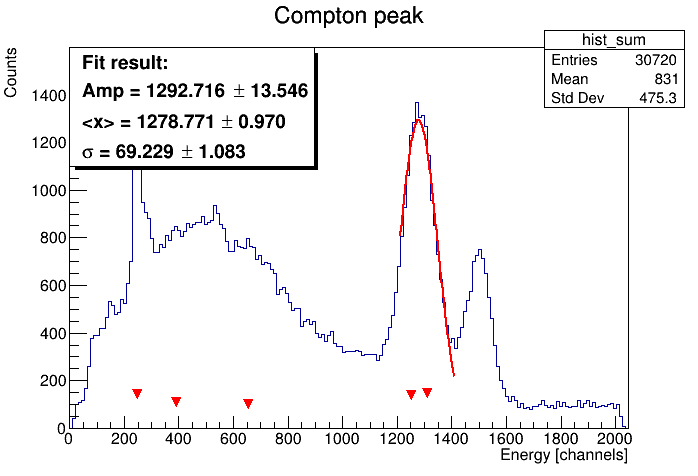 Compton peak
hist_sum
Entries 30720
Mean 831
Std Dev 475.3
Fit result:
Amp = 1292.716 ± 13.546
<x> = 1278.771 ± 0.970
σ = 69.229 ± 1.083
Counts
1400
1200
1000
800
600
400
200
0
0 200 400 600 800 1000 1200 1400 1600 1800 2000
Energy [channels]